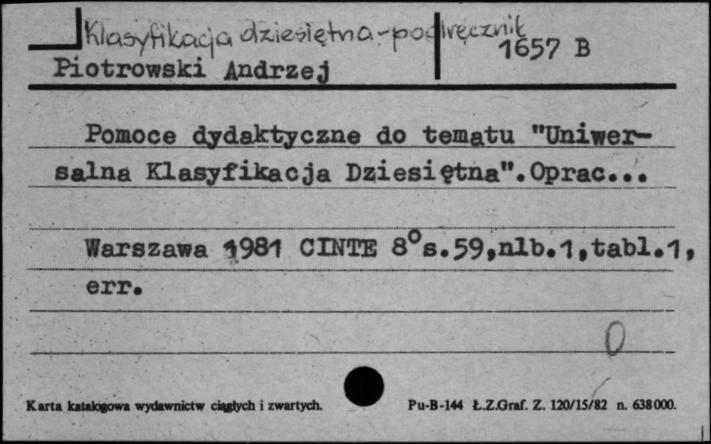 Klasyfikacja dziesiętna-podręcznik
1657 B
Piotrowski Andrzej
Pomoce dydaktyczne do tematu "Uniwer-
salna Klasyfikacja Dziesiętna".Oprac...
Warszawa 1981 CINTE 8°s.59,nlb.1,tabl.1,
err.
0
Karta katalogowa wydawnictw ciągłych i zwartych.
Pu-B-144 Ł.Z.Graf. Z. 120/15/82 n. 638000.